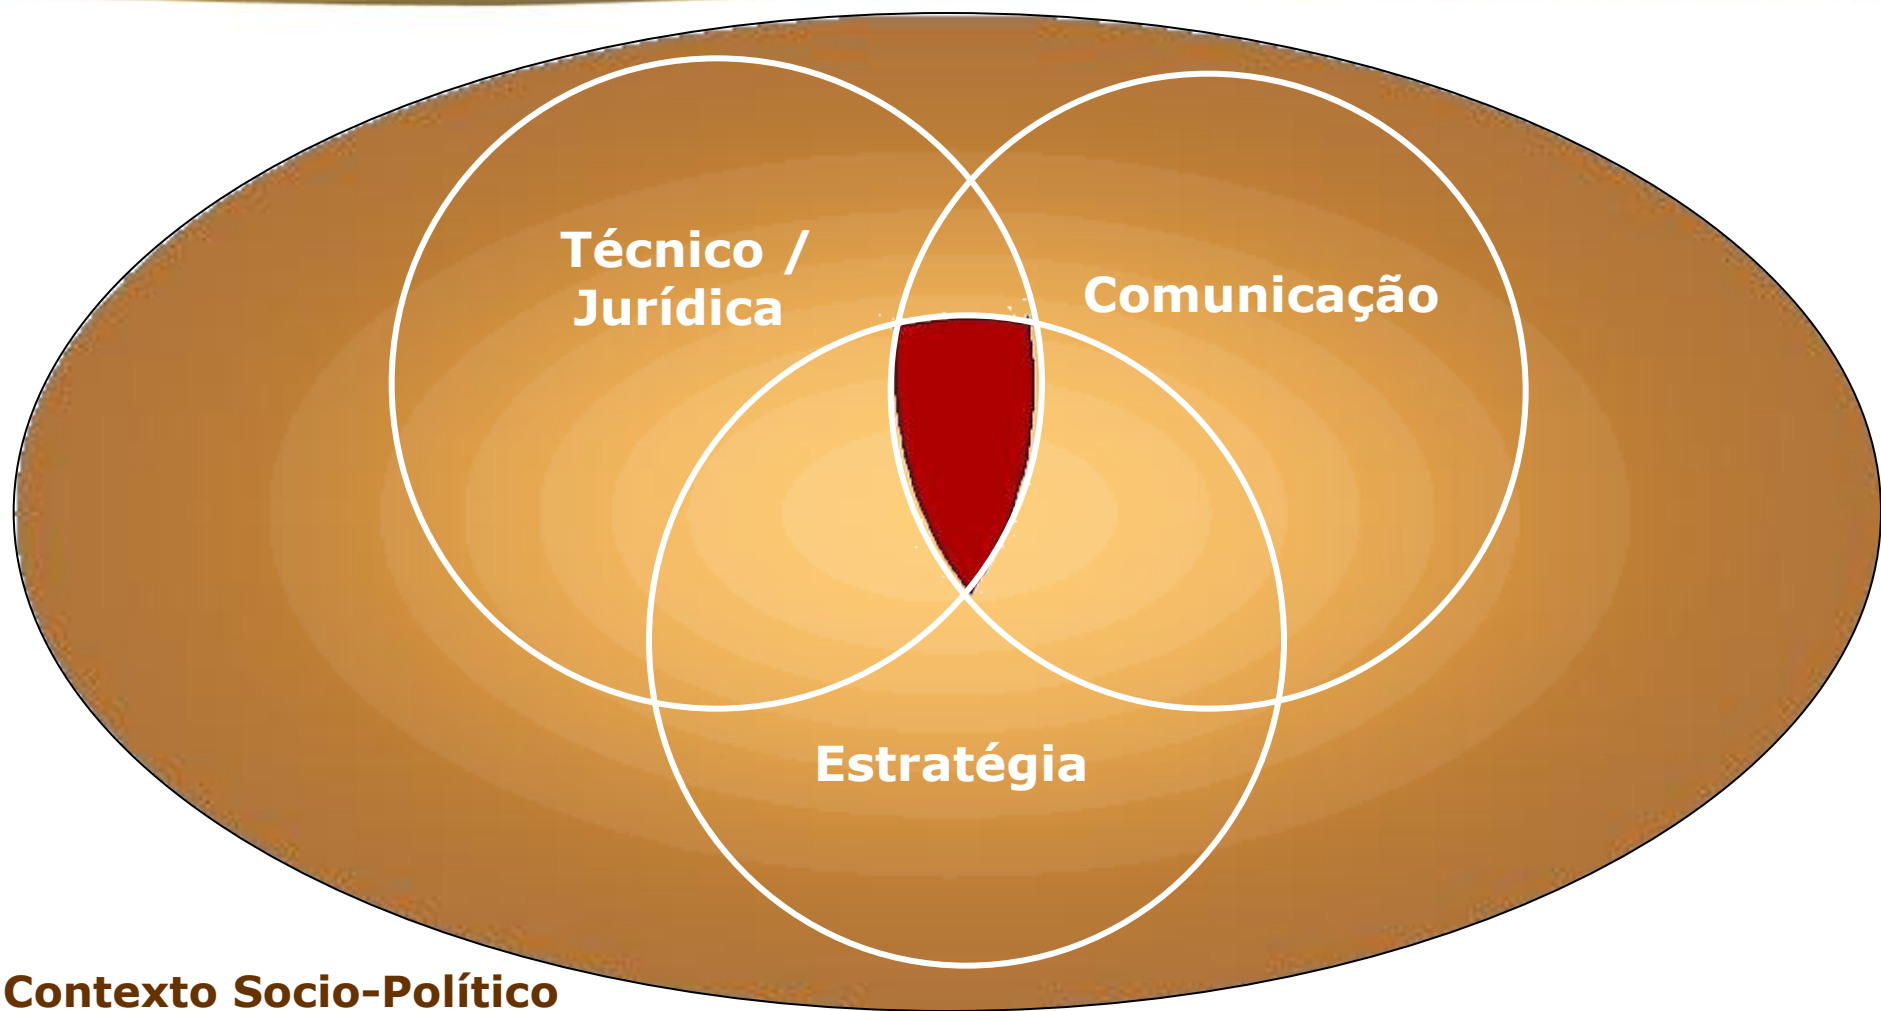 Técnico /
Jurídica
Comunicação
Estratégia
Contexto Socio-Político